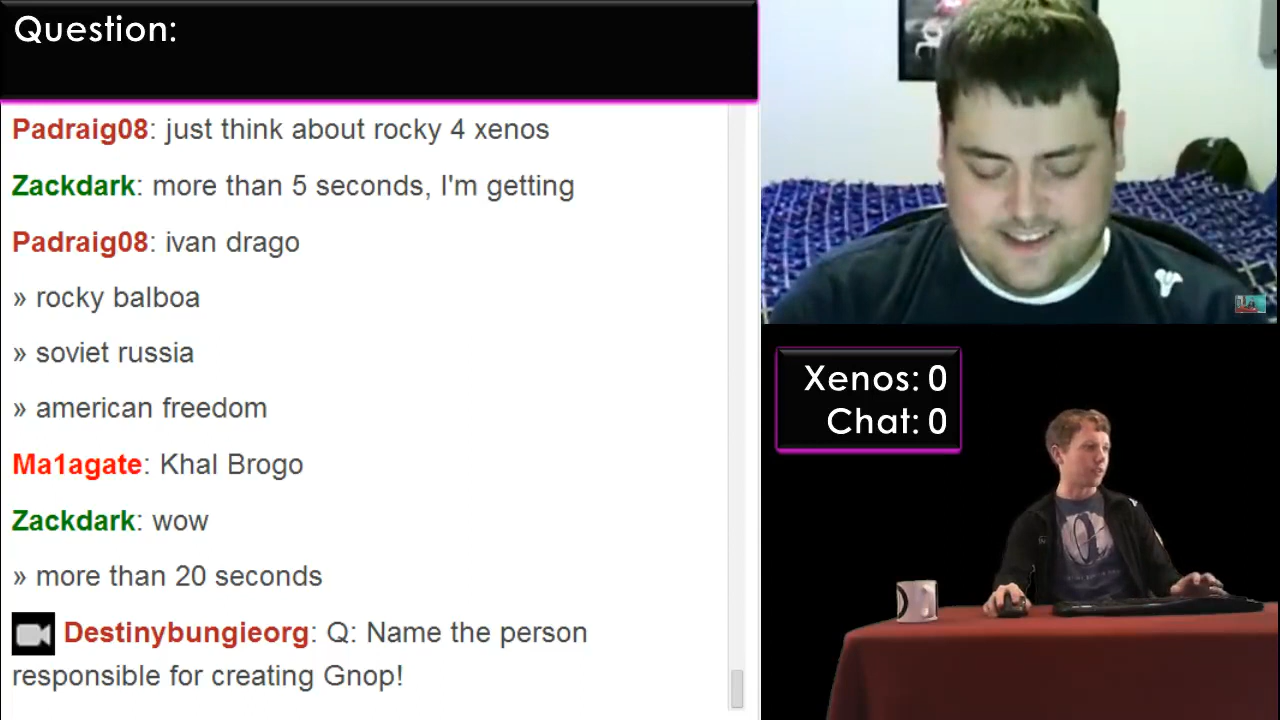 Question:
Padraig08: just think about rocky 4 xenos
Zackdark: more than 5 seconds, I'm getting
Padraig08: ivan drago
» rocky balboa
» soviet russia
» american freedom
Ma1agate: Khal Brogo
Zackdark: wow
» more than 20 seconds
Destinybungieorg: Q: Name the person
responsible for creating Gnop!
Xenos: 0
Chat: 0